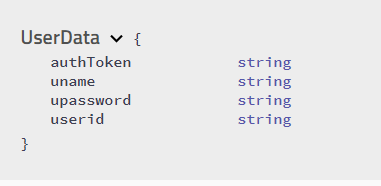 UserData {
authToken string
uname string
upassword string
userid string
}